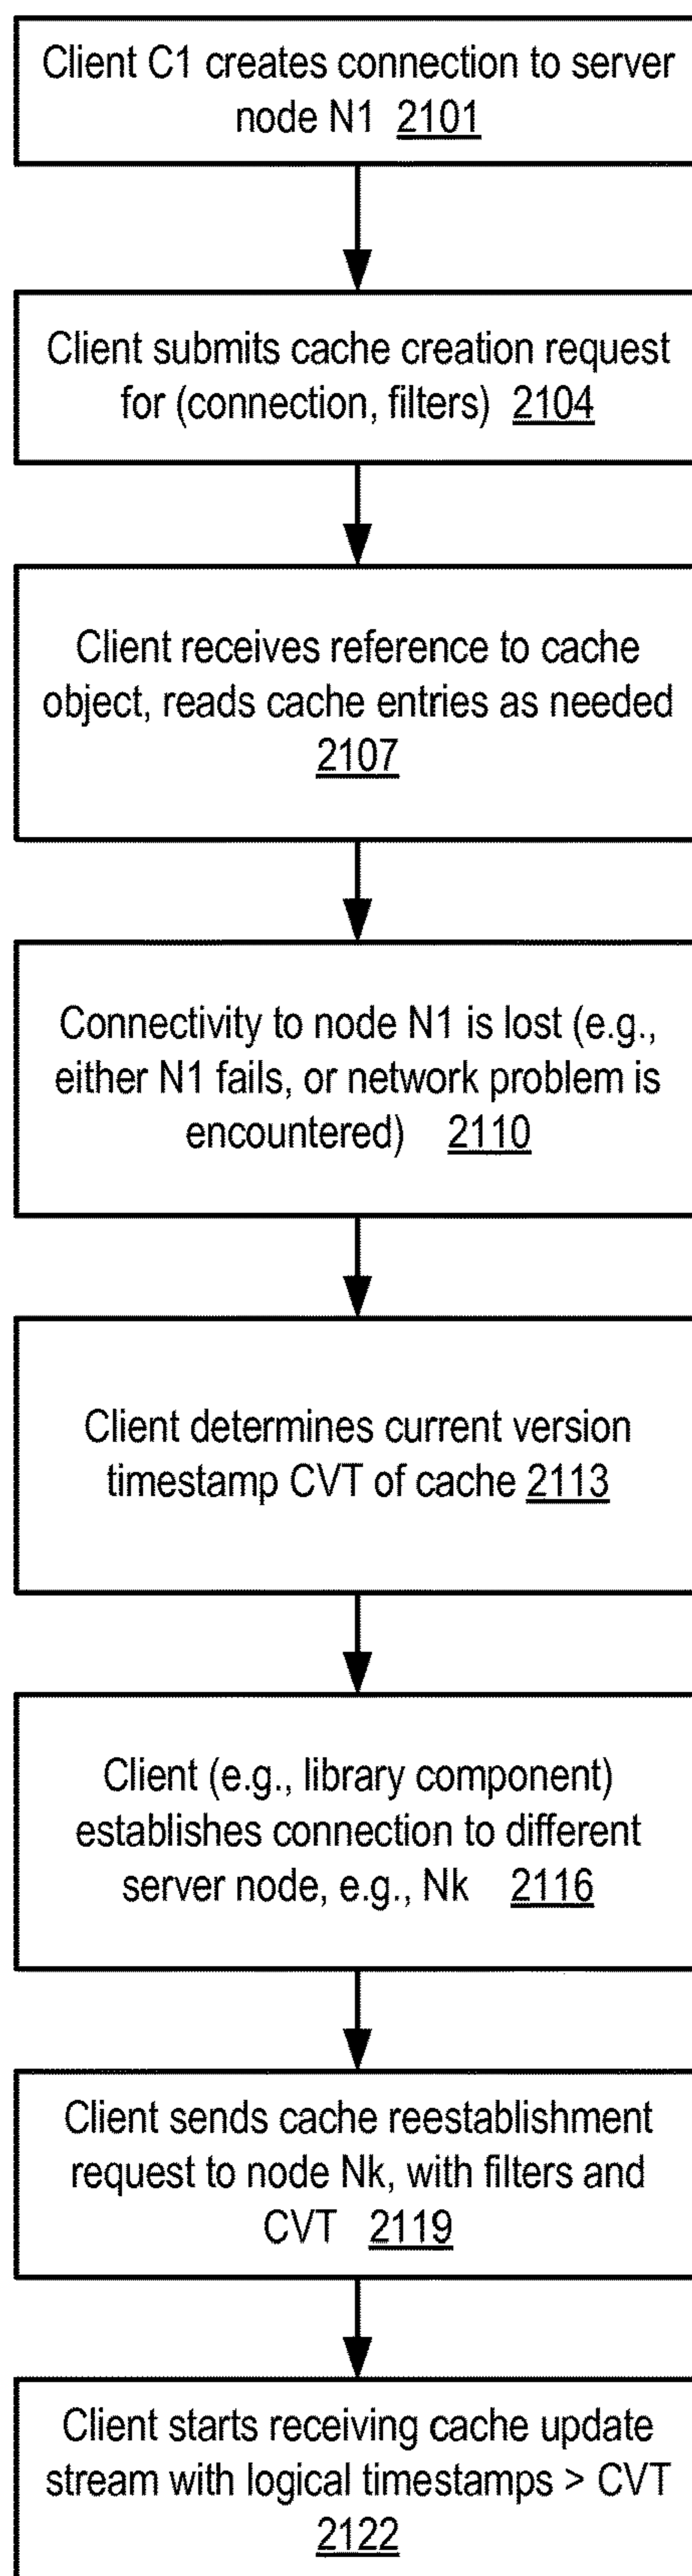 Client C1 creates connection to server
node N1 2101
Client submits cache creation request
for (connection, filters) 2104
Client receives reference to cache
object, reads cache entries as needed
2107
Connectivity to node N1 is lost (e.g.,
either N1 fails, or network problem is
encountered) 2110
Client determines current version
timestamp CVT of cache 2113
Client (e.g., library component)
establishes connection to different
server node, e.g., Nk 2116
Client sends cache reestablishment
request to node Nk, with filters and
CVT 2119
Client starts receiving cache update
stream with logical timestamps > CVT
2122